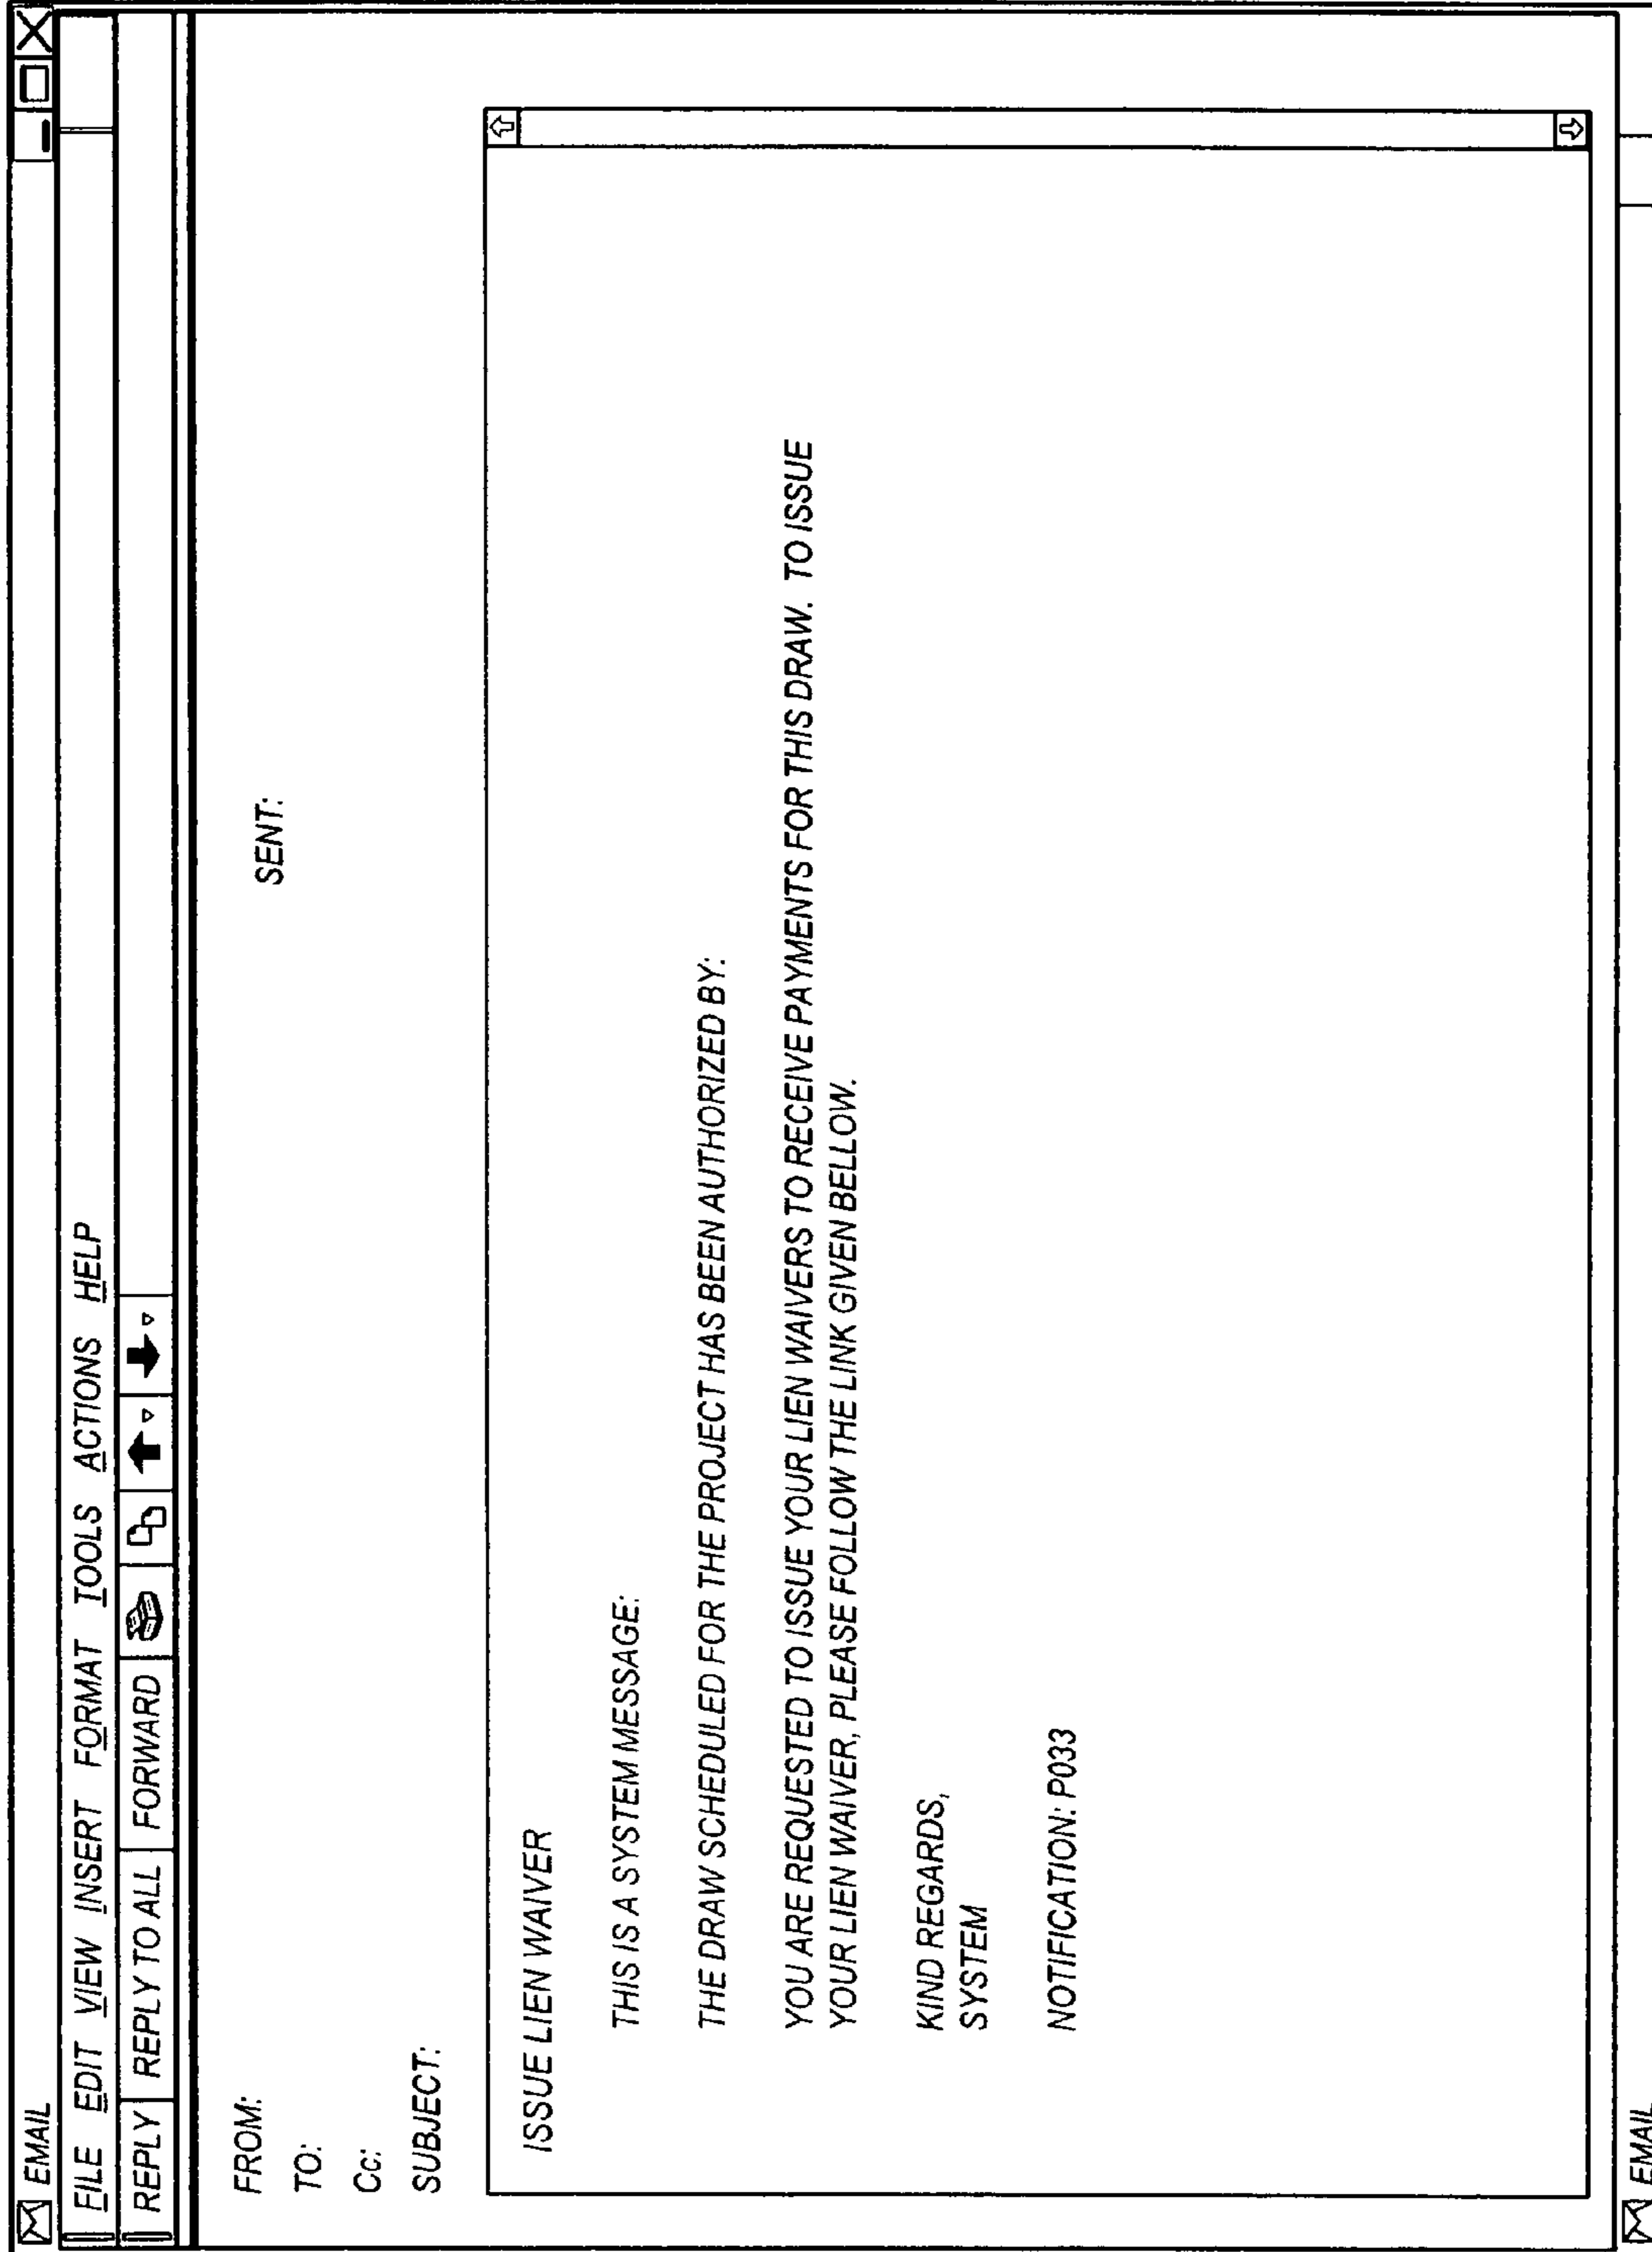 EMAIL
FILE EDIT VIEW INSERT FORMAT TOOLS ACTIONS HELP
REPLY REPLY TO ALL FORWARD
FROM:
SENT:
TO:
Cc:
SUBJECT:
ISSUE LIEN WAIVER
THIS IS A SYSTEM MESSAGE:
THE DRAW SCHEDULED FOR THE PROJECT HAS BEEN AUTHORIZED BY:
YOU ARE REQUESTED TO ISSUE YOUR LIEN WAIVERS TO RECEIVE PAYMENTS FOR THIS DRAW. TO ISSUE
YOUR LIEN WAIVER, PLEASE FOLLOW THE LINK GIVEN BELLOW.
KIND REGARDS,
SYSTEM
NOTIFICATION: P033
EMAIL